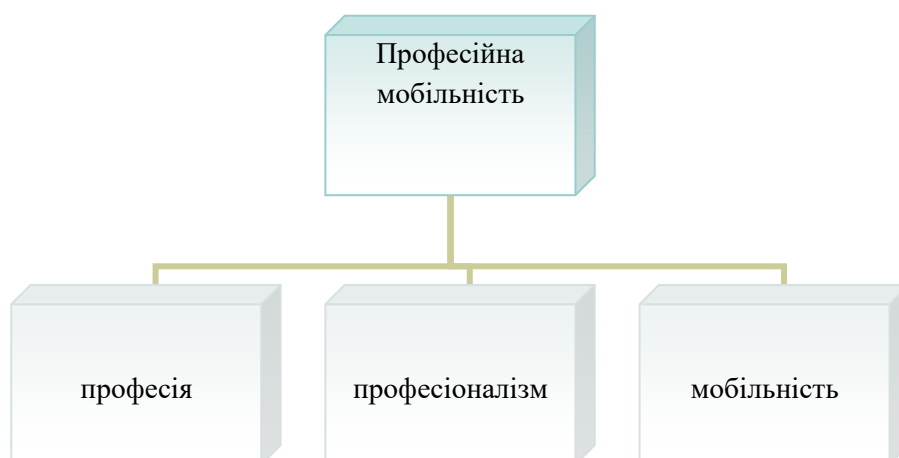 Професійна
мобільність
професія
професіоналізм
мобільність